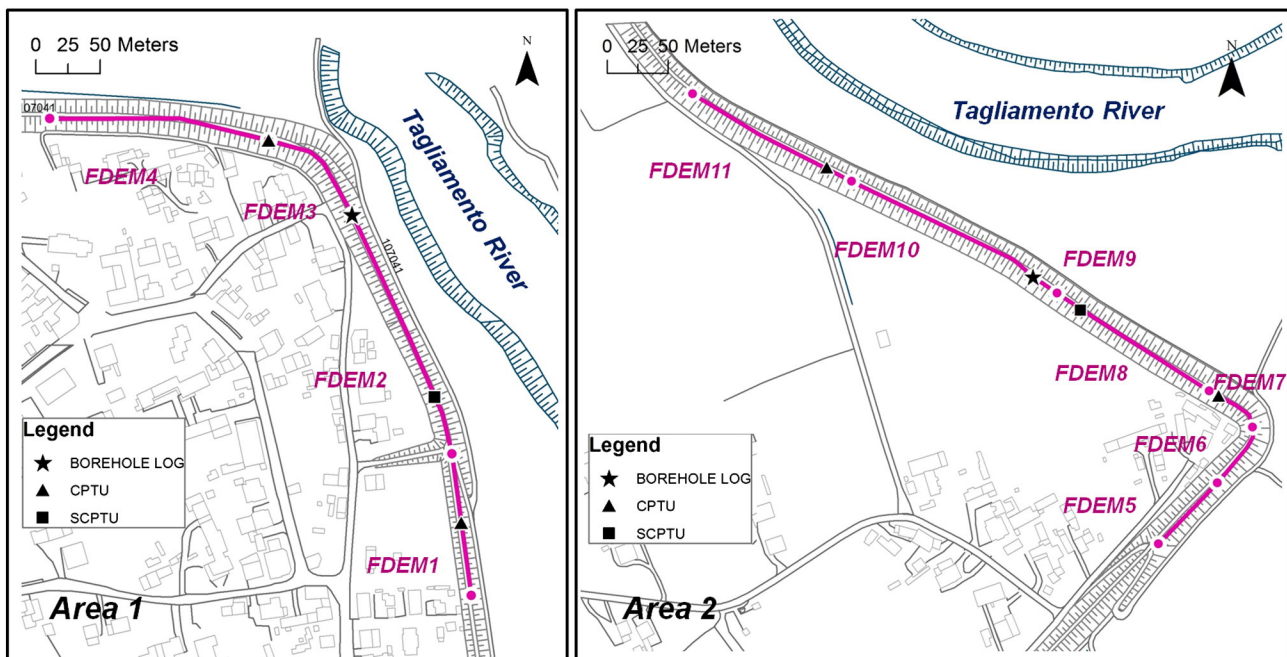 0 25 50 Meters
N
07041
Tagliamento River
FDEM4
FDEM3
107041
FDEM2
Legend
BOREHOLE LOG
CPTU
SCPTU
FDEM1
Area 1
0 25 50 Meters
N
Tagliamento River
FDEM11
FDEM10
FDEM9
FDEM8
FDEM7
FDEM6
Legend
BOREHOLE LOG
CPTU
SCPTU
FDEM5
Area 2